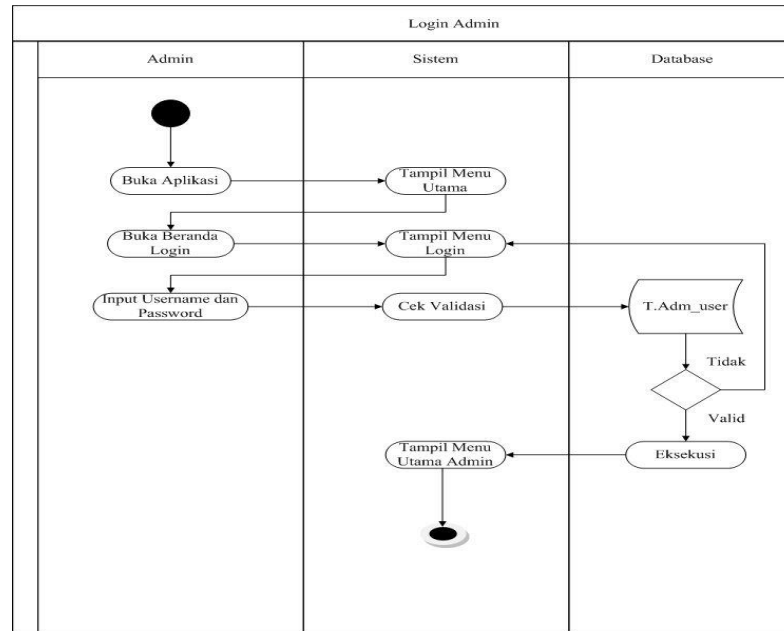 Login Admin
Admin
Sistem
Database
Buka Aplikasi
Tampil Menu
Utama
Buka Beranda
Login
Tampil Menu
Login
Input Username dan
Password
Cek Validasi
T.Adm_user
Tidak
Valid
Tampil Menu
Utama Admin
Eksekusi